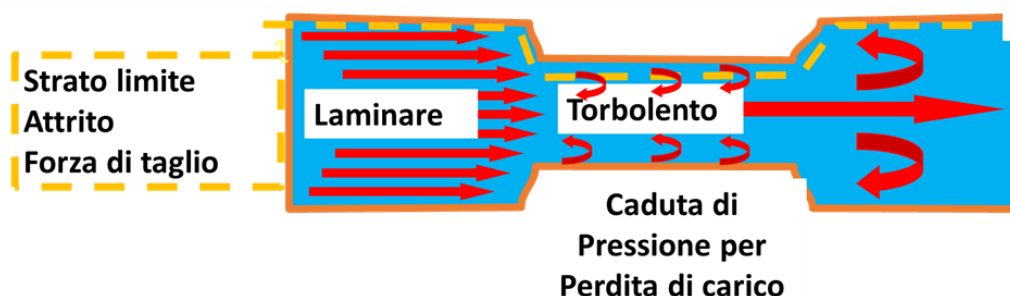 Strato limite
Attrito
Forza di taglio
Laminare
Torbolento
Caduta di
Pressione per
Perdita di carico